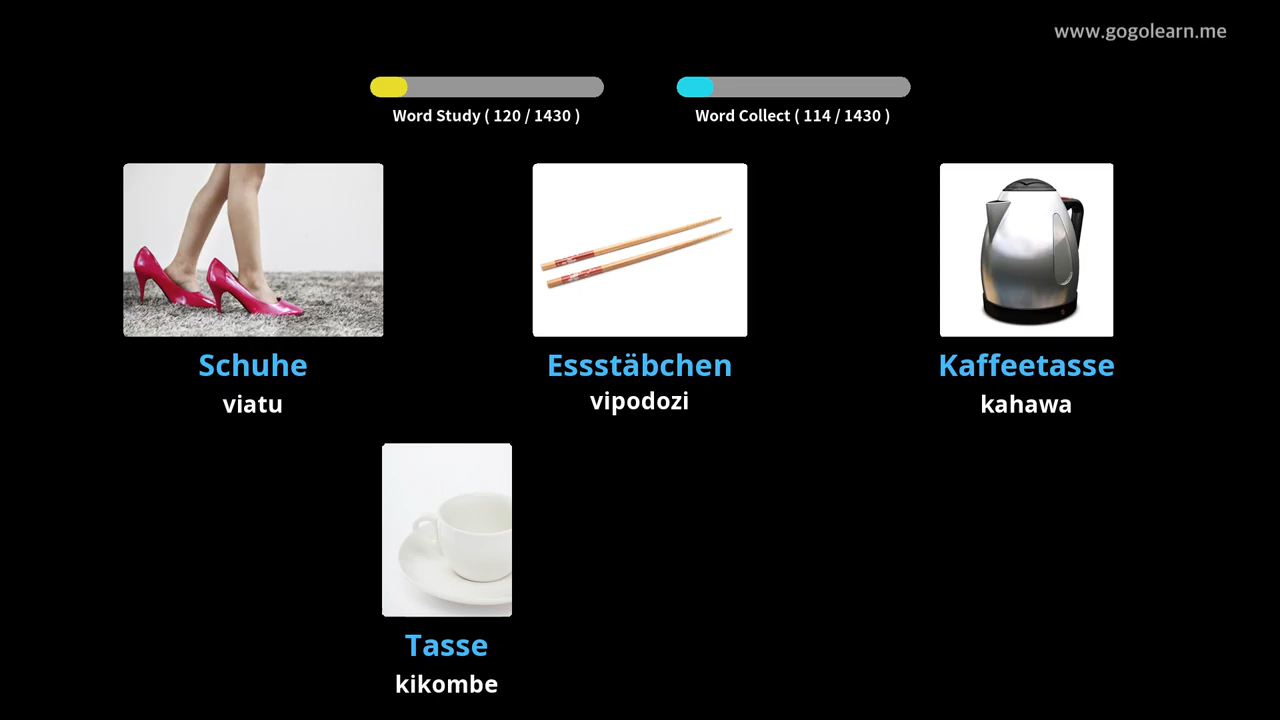 www.gogolearn.me
Word Study ( 120 / 1430 )
Word Collect ( 114 / 1430 )
Schuhe
viatu
Essstäbchen
vipodozi
Kaffeetasse
kahawa
Tasse
kikombe